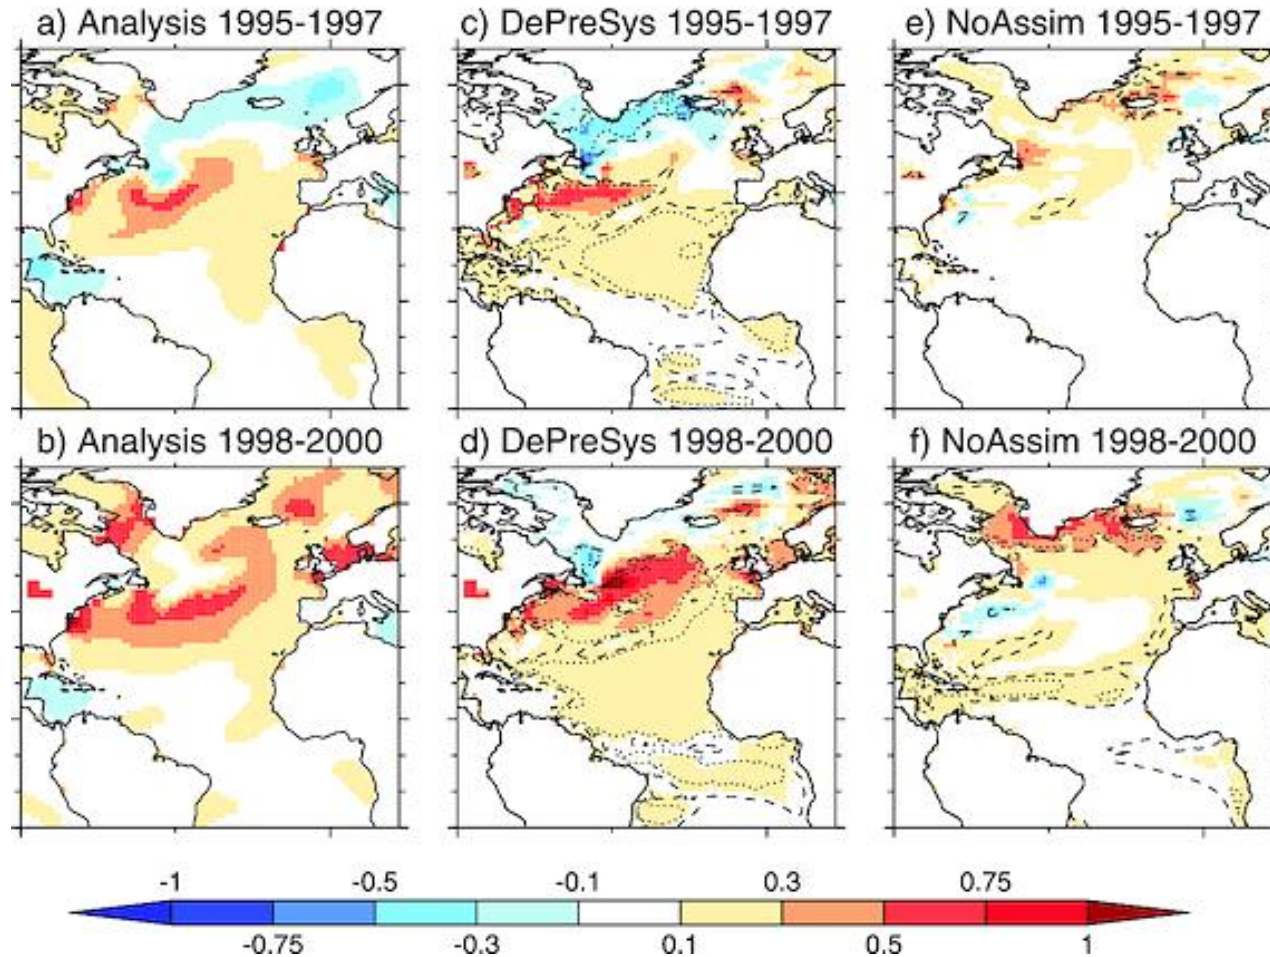 a) Analysis 1995-1997
c) DePreSys 1995-1997
e) NoAssim 1995-1997
b) Analysis 1998-2000
d) DePreSys 1998-2000
f) NoAssim 1998-2000
-1 -0.5 -0.1 0.3 0.75
-0.75 -0.3 0.1 0.5 1